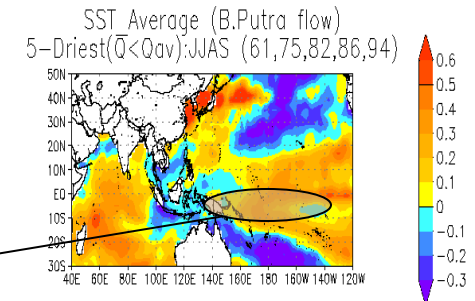 SST Average (B.Putra flow)
5-Driest(Q̅<Qav):JJAS (61,75,82,86,94)
50N
40N
30N
20N
10N
EQ
10S
20S
30S
40E 60E 80E 100E 120E 140E 160E 180 160W 140W 120W
0.6
0.5
0.4
0.3
0.2
0.1
0
-0.1
-0.2
-0.3